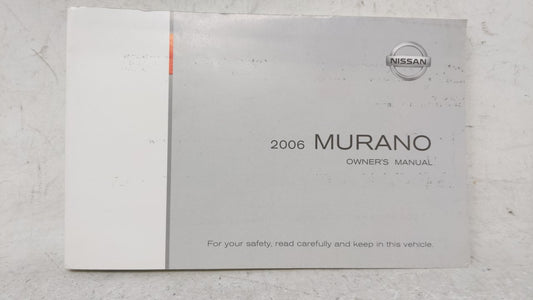 NISSAN
2006 MURANO
OWNER'S MANUAL
For your safety, read carefully and keep in this vehicle.